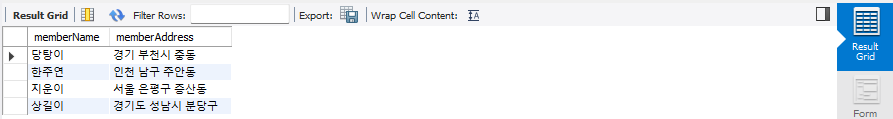 Result Grid Filter Rows: Export: Wrap Cell Content: IA
memberName memberAddress
당탕이 경기 부천시 중동
한주연 인천 남구 주안동
지운이 서울 은평구 증산동
상길이 경기도 성남시 분당구
Result
Grid
Form